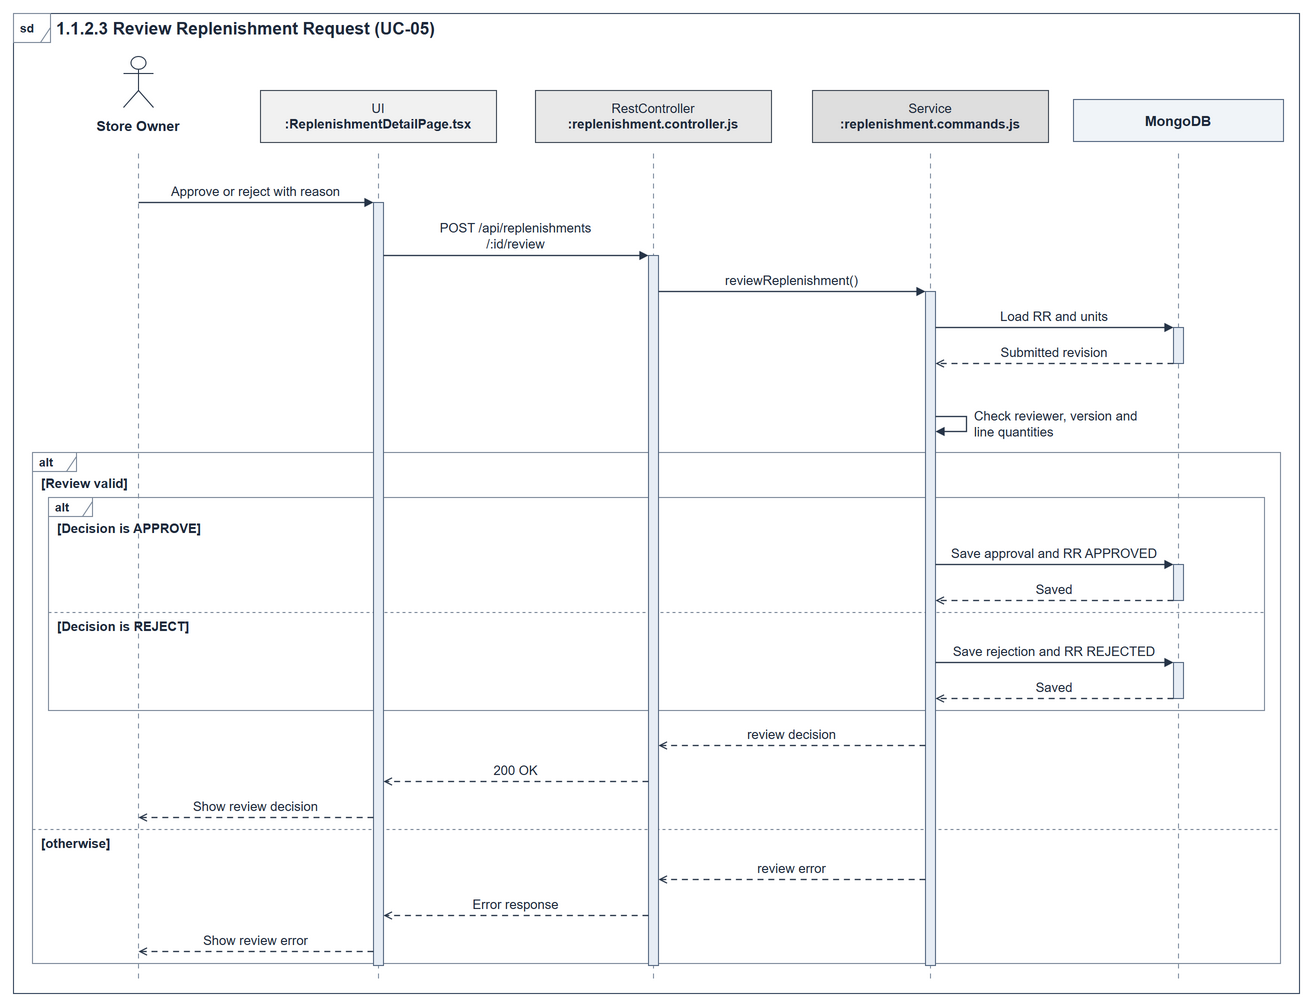 sd
1.1.2.3 Review Replenishment Request (UC-05)
Store Owner
UI
:ReplenishmentDetailPage.tsx
RestController
:replenishment.controller.js
Service
:replenishment.commands.js
MongoDB
Approve or reject with reason
POST /api/replenishments
/:id/review
reviewReplenishment()
Load RR and units
Submitted revision
Check reviewer, version and
line quantities
alt
[Review valid]
alt
[Decision is APPROVE]
Save approval and RR APPROVED
Saved
[Decision is REJECT]
Save rejection and RR REJECTED
Saved
review decision
200 OK
Show review decision
[otherwise]
review error
Error response
Show review error